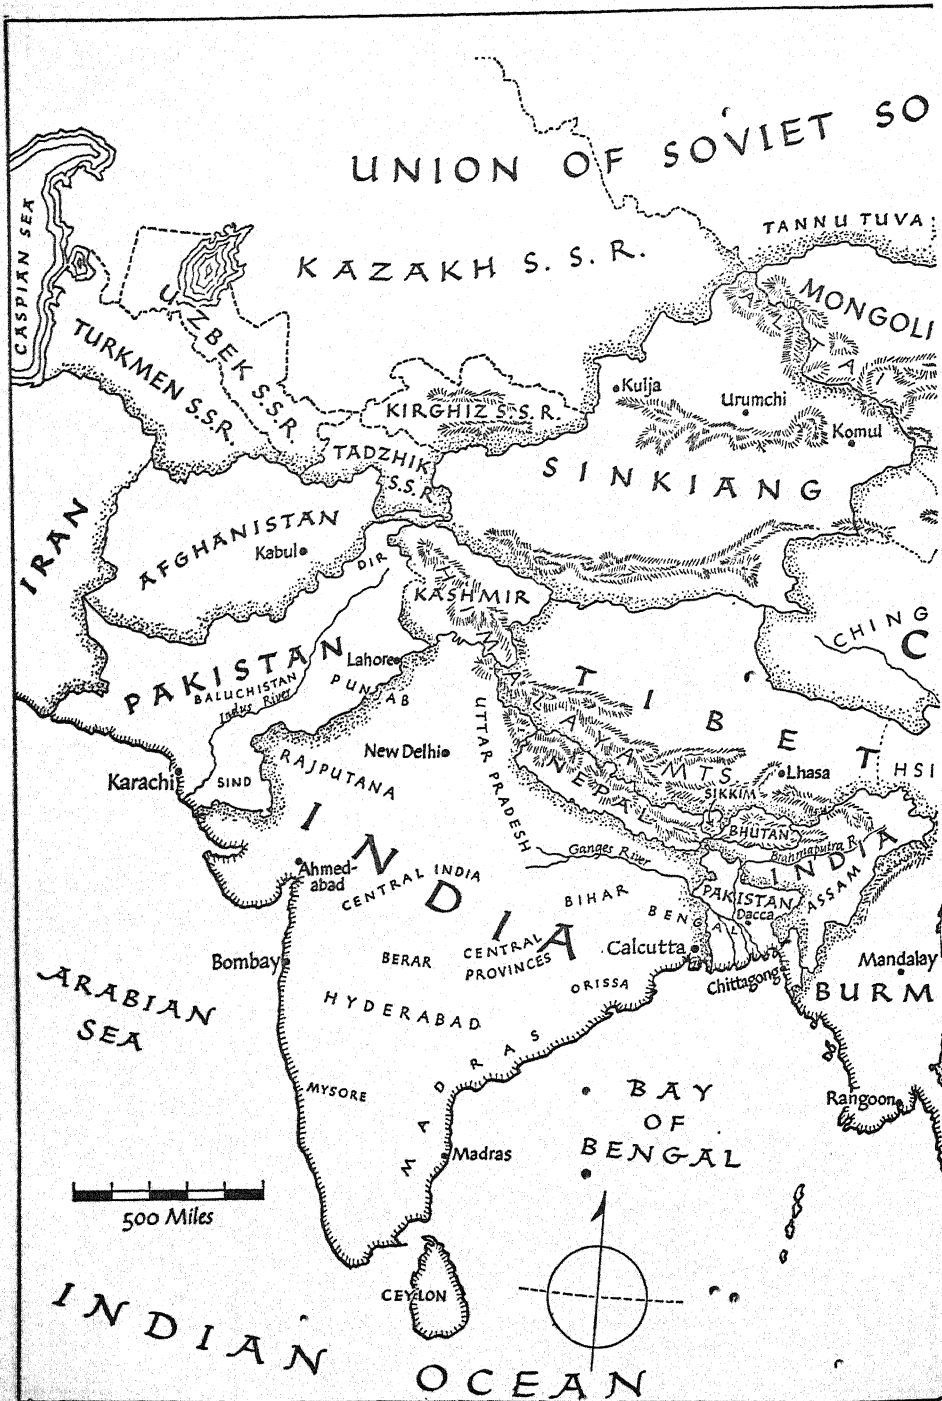 UNION OF SOVIET SO
TANNU TUVA
CASPIAN SEA
KAZAKH S.S.R.
MONGOLI
ALTAI
UZBEK S.S.R.
TURKMEN S.S.R.
KIRGHIZ S.S.R.
Kulja
Urumchi
Komul
TADZHIK
S.S.R.
SINKIANG
IRAN
AFGHANISTAN
Kabul
DIR
KASHMIR
HIMALAYA MTS
CHING
C
PAKISTAN
BALUCHISTAN
Indus River
Lahore
PUNJAB
TIBET
UTTAR PRADESH
New Delhi
RAJPUTANA
Karachi
SIND
NEPAL
SIKKIM
Lhasa
HSI
BHUTAN
Brahmaputra R.
INDIA
Ganges River
INDIA
ASSAM
Ahmed-
abad
CENTRAL INDIA
BIHAR
PAKISTAN
Dacca
BENGAL
Bombay
BERAR
CENTRAL
PROVINCES
Calcutta
Chittagong
Mandalay
ARABIAN
SEA
HYDERABAD
ORISSA
BURM
MYSORE
MADRAS
BAY
OF
BENGAL
Rangoon
Madras
500 Miles
CEYLON
INDIAN OCEAN